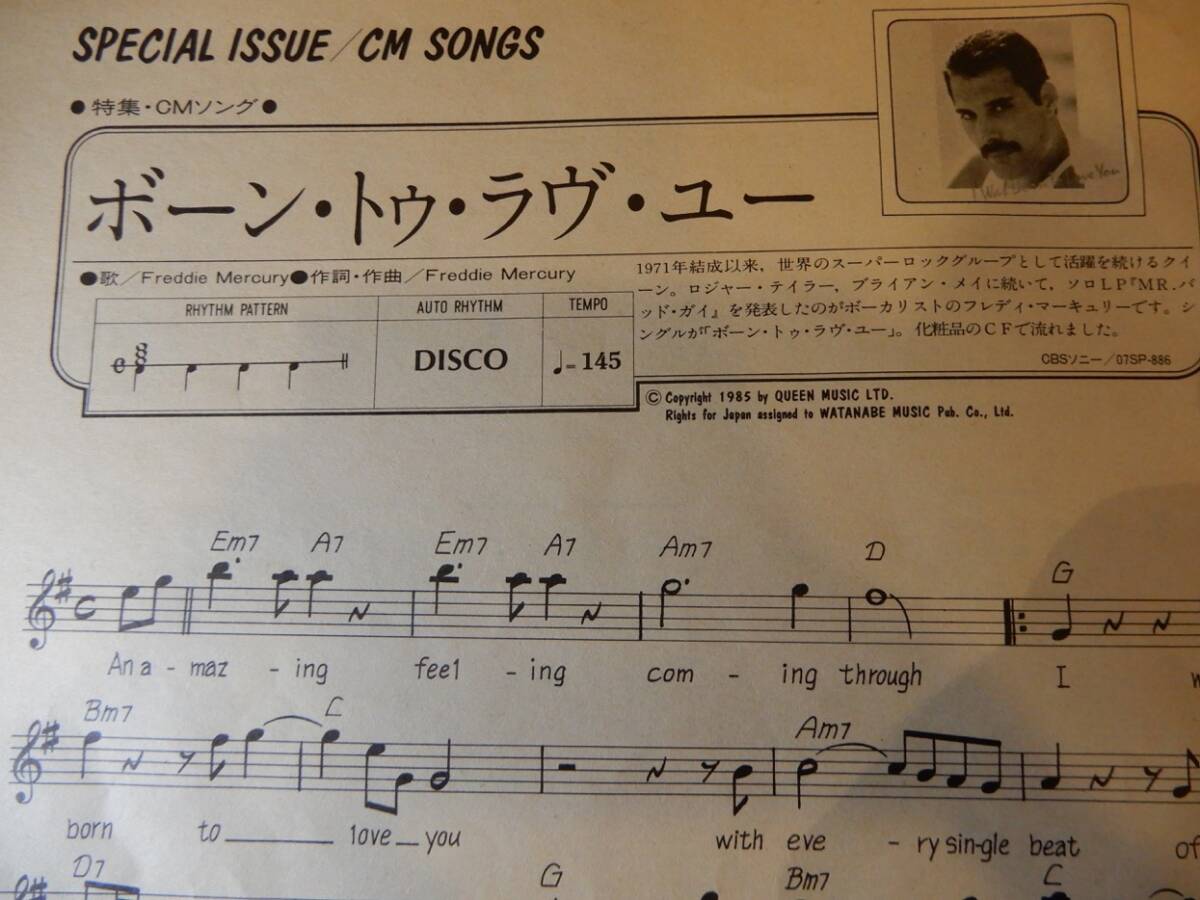 SPECIAL ISSUE/CM SONGS
●特集・CMソング●
I Was Born To Love You
ボーン・トゥ・ラヴ・ユー
●歌/Freddie Mercury●作詞・作曲/Freddie Mercury
RHYTHM PATTERN AUTO RHYTHM TEMPO
DISCO ♩=145
1971年結成以来，世界のスーパーロックグループとして活躍を続けるクイ
ーン。ロジャー・テイラー，ブライアン・メイに続いて，ソロLP『MR.バ
ッド・ガイ』を発表したのがボーカリストのフレディ・マーキュリーです。シ
ングルが「ボーン・トゥ・ラヴ・ユー」。化粧品のCFで流れました。
CBSソニー/07SP-886
© Copyright 1985 by QUEEN MUSIC LTD.
Rights for Japan assigned to WATANABE MUSIC Pub. Co., Ltd.
Em7 A7 Em7 A7 Am7 D G
An a - maz - ing feel - ing com - ing through I w
Bm7 C Am7
born to love you with eve - ry sin-gle beat of
D7 G Bm7 C